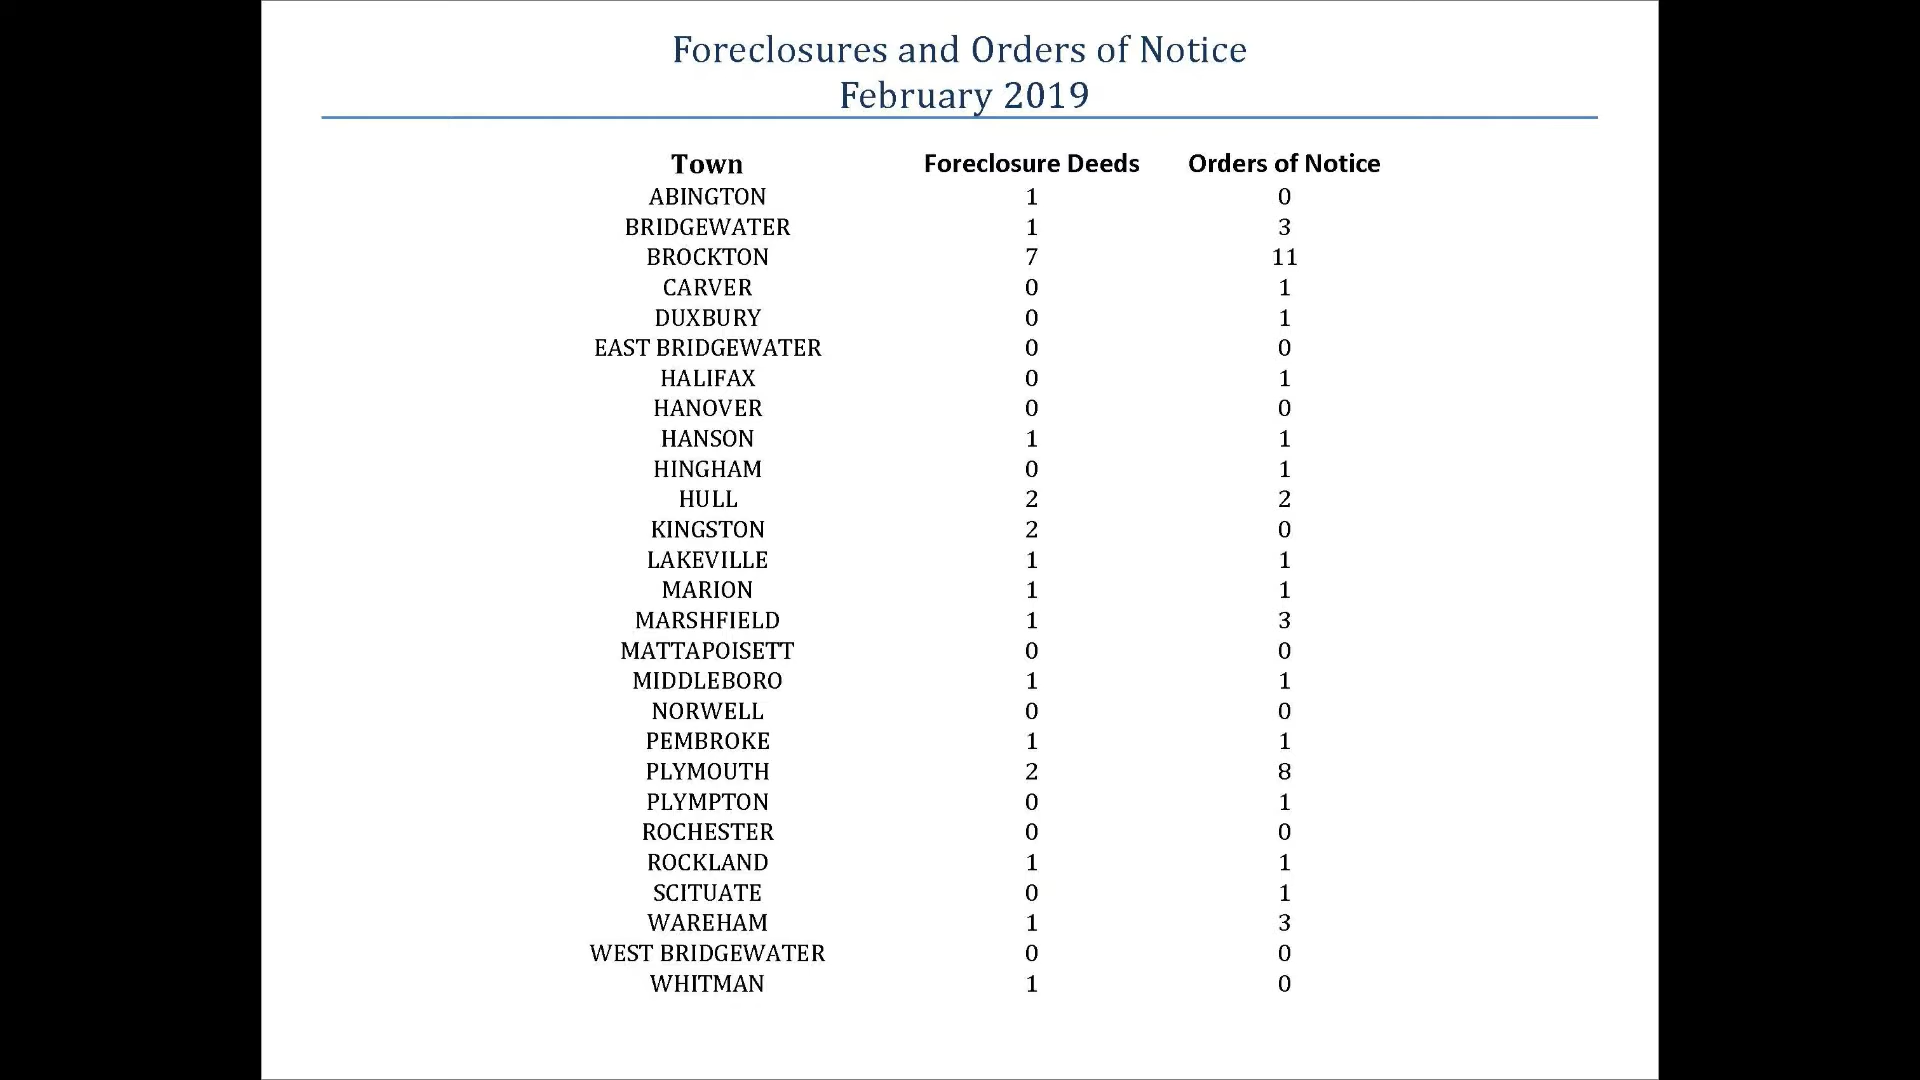 Foreclosures and Orders of Notice
February 2019
Town Foreclosure Deeds Orders of Notice
ABINGTON 1 0
BRIDGEWATER 1 3
BROCKTON 7 11
CARVER 0 1
DUXBURY 0 1
EAST BRIDGEWATER 0 0
HALIFAX 0 1
HANOVER 0 0
HANSON 1 1
HINGHAM 0 1
HULL 2 2
KINGSTON 2 0
LAKEVILLE 1 1
MARION 1 1
MARSHFIELD 1 3
MATTAPOISETT 0 0
MIDDLEBORO 1 1
NORWELL 0 0
PEMBROKE 1 1
PLYMOUTH 2 8
PLYMPTON 0 1
ROCHESTER 0 0
ROCKLAND 1 1
SCITUATE 0 1
WAREHAM 1 3
WEST BRIDGEWATER 0 0
WHITMAN 1 0